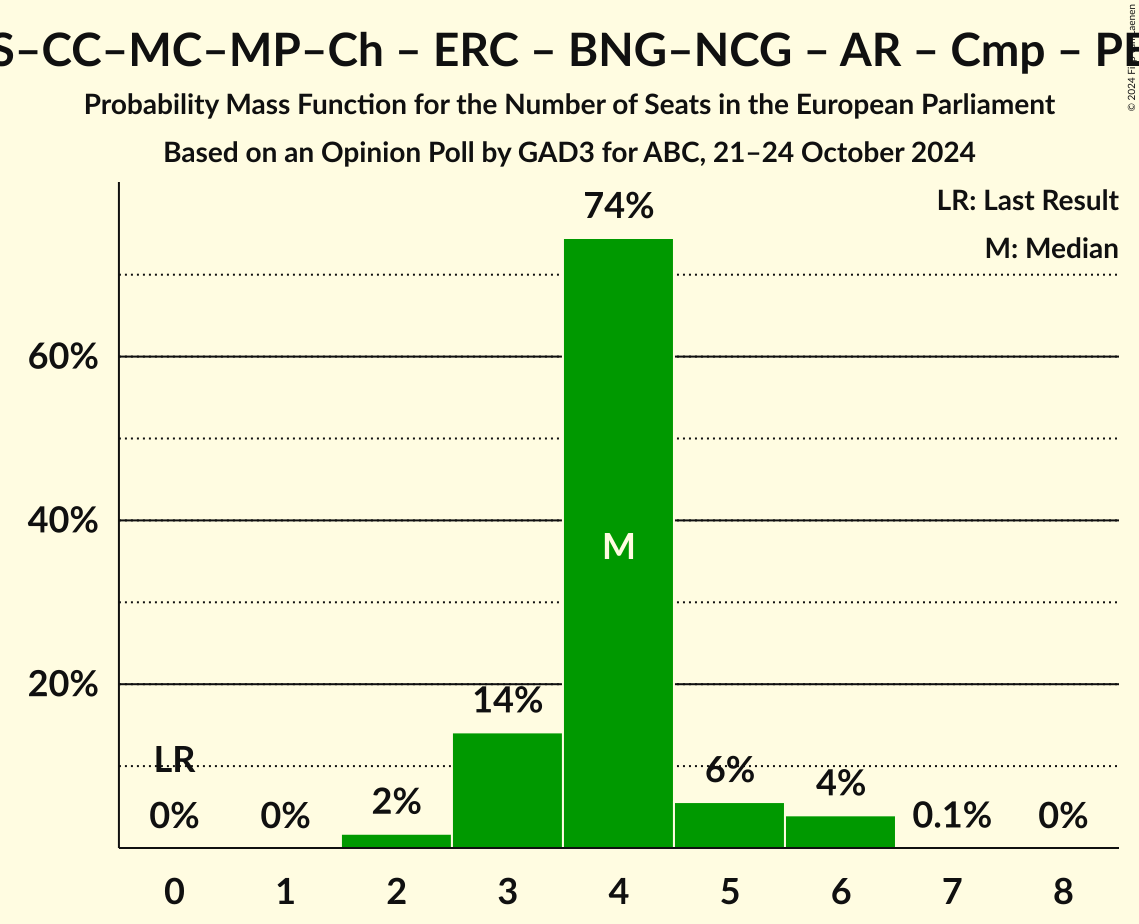 S–CC–MC–MP–Ch – ERC – BNG–NCG – AR – Cmp –
Probability Mass Function for the Number of Seats in the European Parliament
Based on an Opinion Poll by GAD3 for ABC, 21–24 October 2024
© 2024
LR: Last Result
M: Median
74%
60%
M
40%
20%
14%
LR
6%
4%
2%
0% 0% 0.1% 0%
0 1 2 3 4 5 6 7 8